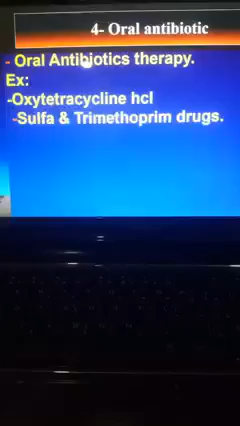 4- Oral antibiotic
- Oral Antibiotics therapy.
Ex:
-Oxytetracycline hcl
-Sulfa & Trimethoprim drugs.